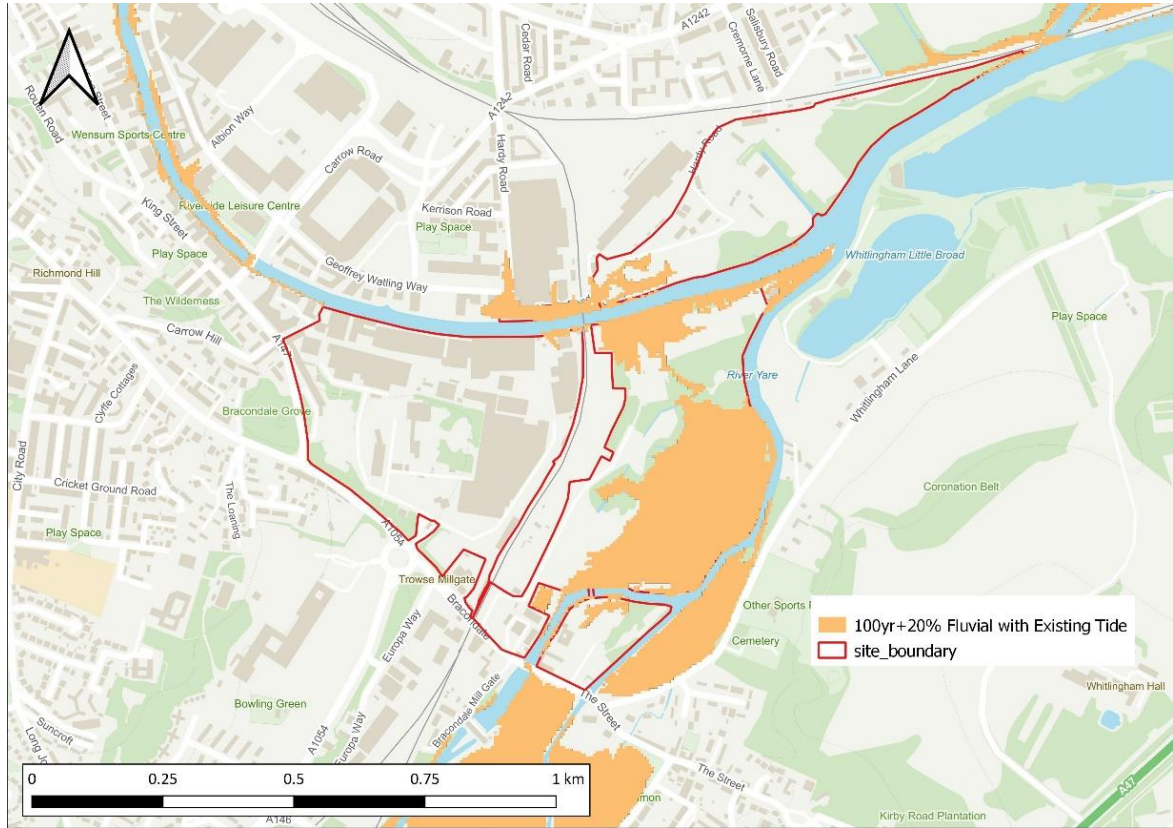 A1242
Cedar Road
Salisbury Road
Cremorne Lane
Rouen Road
Street
Wensum Sports Centre
Albion Way
A1242
Carrow Road
Hardy Road
Hardy Road
King Street
Riverside Leisure Centre
Kerrison Road
Play Space
Play Space
Geoffrey Watling Way
Richmond Hill
Whitlingham Little Broad
The Wilderness
Carrow Hill
A147
Play Space
Clyffe Cottages
River Yare
Whitlingham Lane
Bracondale Grove
City Road
Cricket Ground Road
The Loaning
Coronation Belt
Play Space
A1054
Trowse Millgate
Bracondale
Other Sports
Europa Way
Cemetery
100yr+20% Fluvial with Existing Tide
site_boundary
Whitlingham Hall
Bracondale Mill Gate
The Street
Bowling Green
Suncroft
A1054
Europa Way
The Street
A47
0 0.25 0.5 0.75 1 km
A146
Kirby Road Plantation